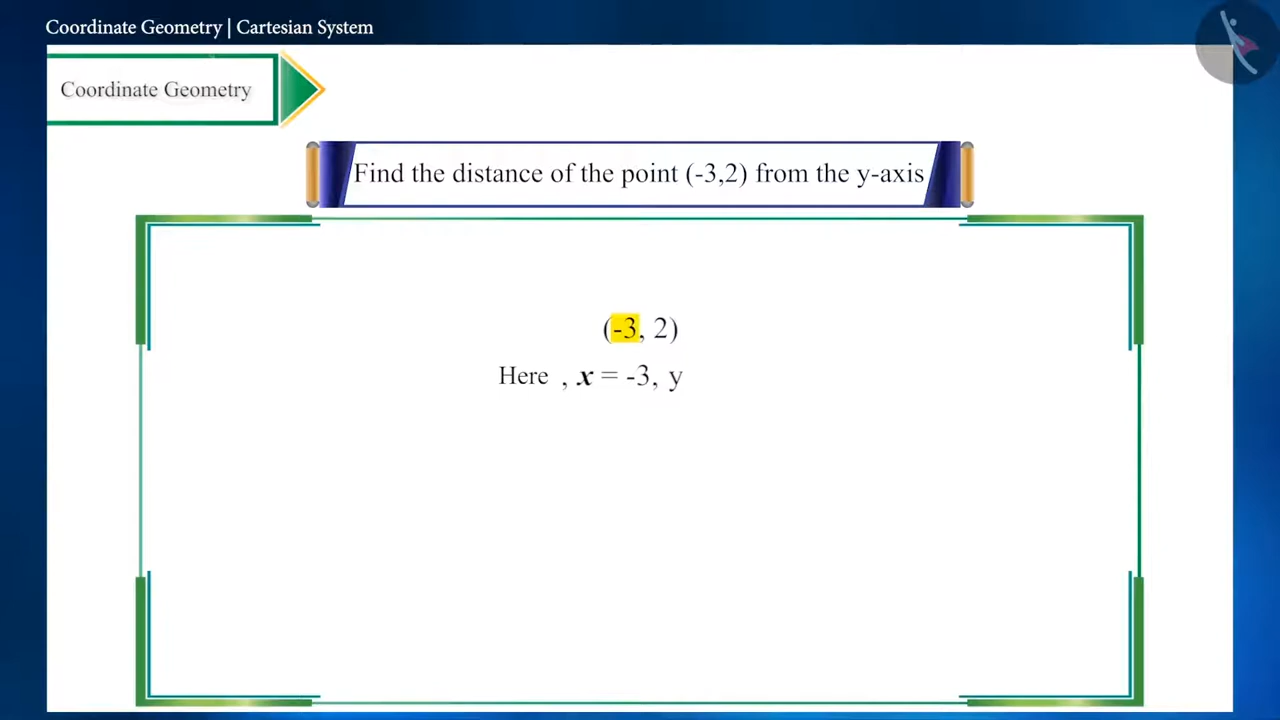 Coordinate Geometry | Cartesian System
Coordinate Geometry
Find the distance of the point (-3,2) from the y-axis
(-3, 2)
Here , x = -3, y